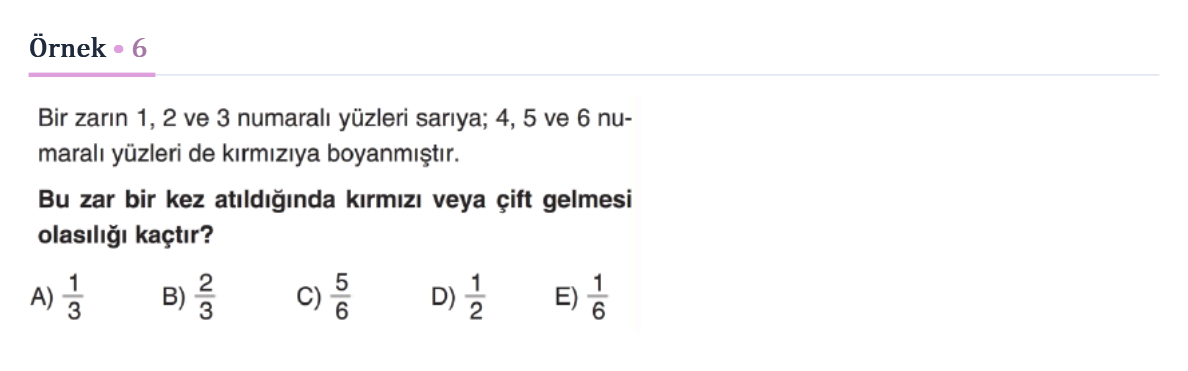 Örnek • 6
Bir zarın 1, 2 ve 3 numaralı yüzleri sarıya; 4, 5 ve 6 nu-
maralı yüzleri de kırmızıya boyanmıştır.
Bu zar bir kez atıldığında kırmızı veya çift gelmesi
olasılığı kaçtır?
A) 1/3 B) 2/3 C) 5/6 D) 1/2 E) 1/6